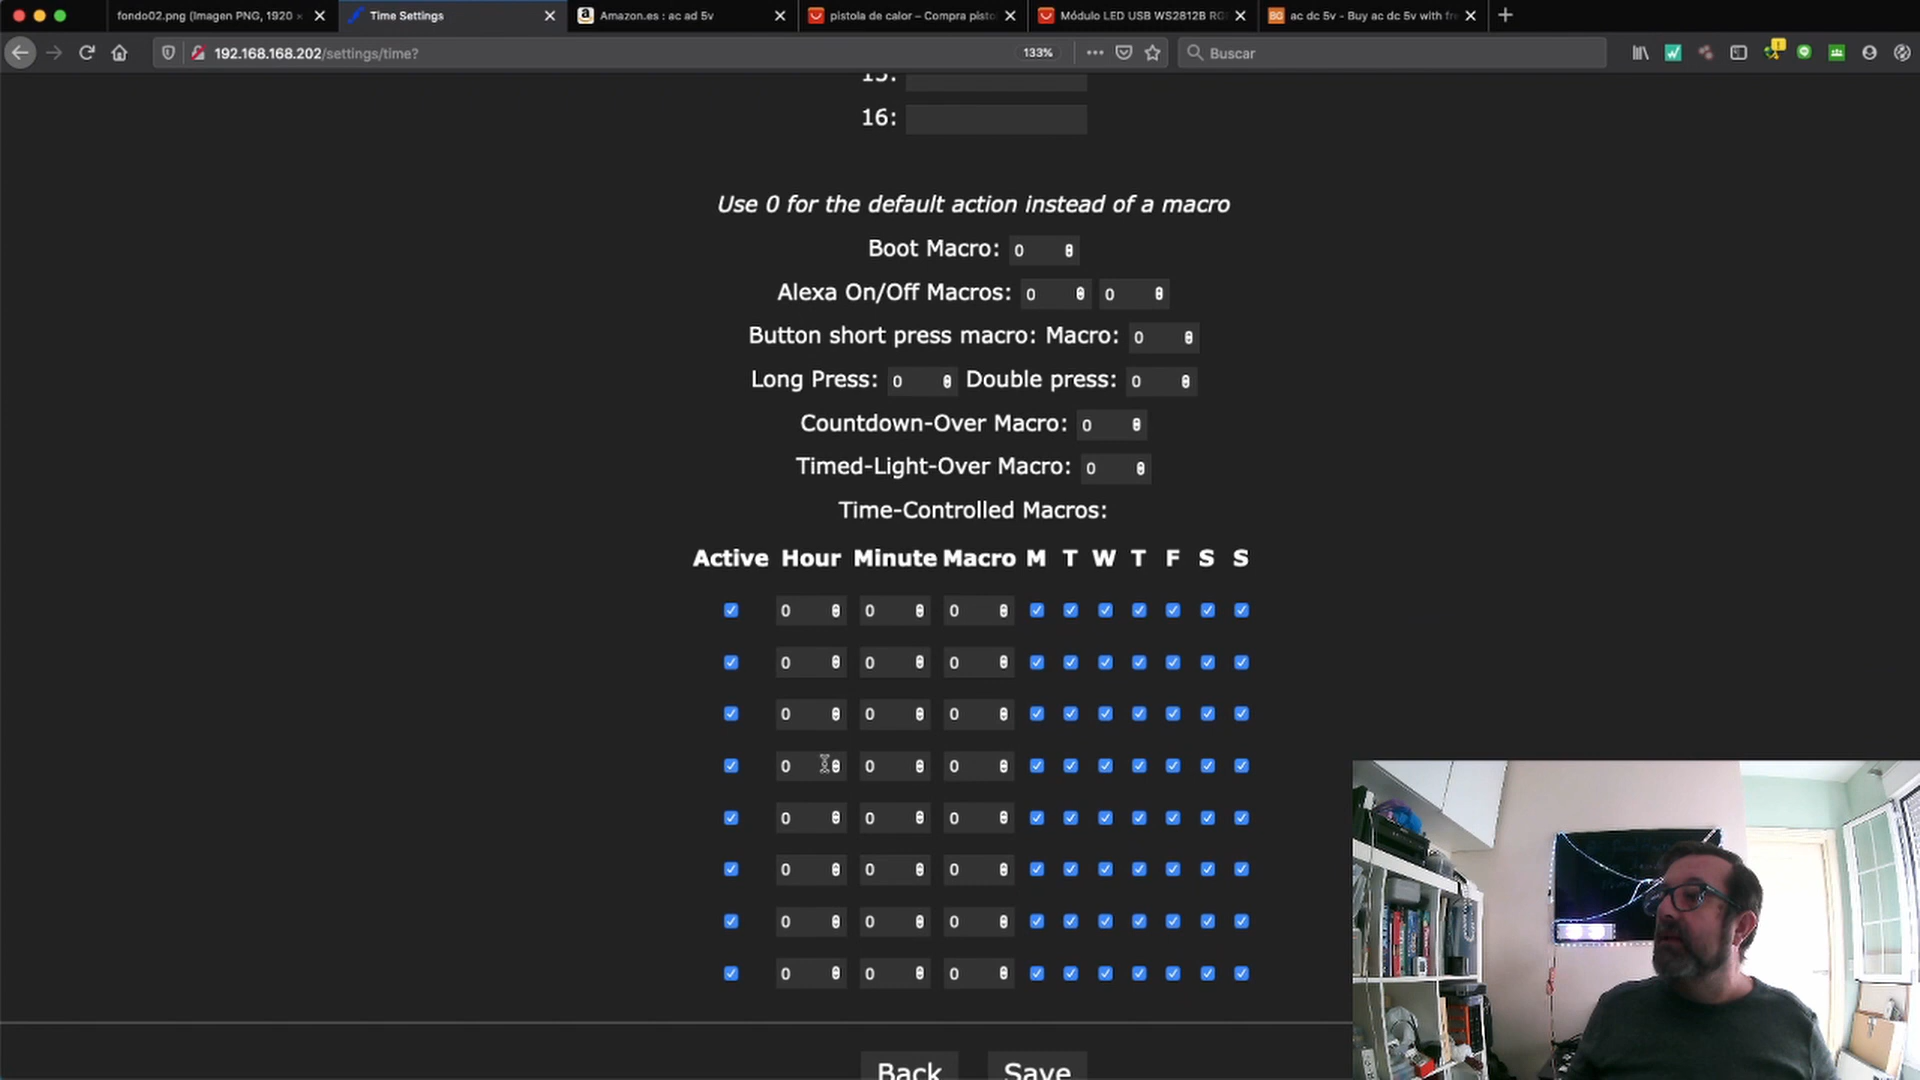 fondo02.png (Imagen PNG, 1920 ×
Time Settings
Amazon.es : ac ad 5v
pistola de calor – Compra pisto
Módulo LED USB WS2812B RG
BG ac dc 5v - Buy ac dc 5v with fre
192.168.168.202/settings/time?
133%
Buscar
15:
16:
Use 0 for the default action instead of a macro
Boot Macro: 0
Alexa On/Off Macros: 0 0
Button short press macro: Macro: 0
Long Press: 0 Double press: 0
Countdown-Over Macro: 0
Timed-Light-Over Macro: 0
Time-Controlled Macros:
Active Hour Minute Macro M T W T F S S
0 0 0
0 0 0
0 0 0
0 0 0
0 0 0
0 0 0
0 0 0
0 0 0
Back Save